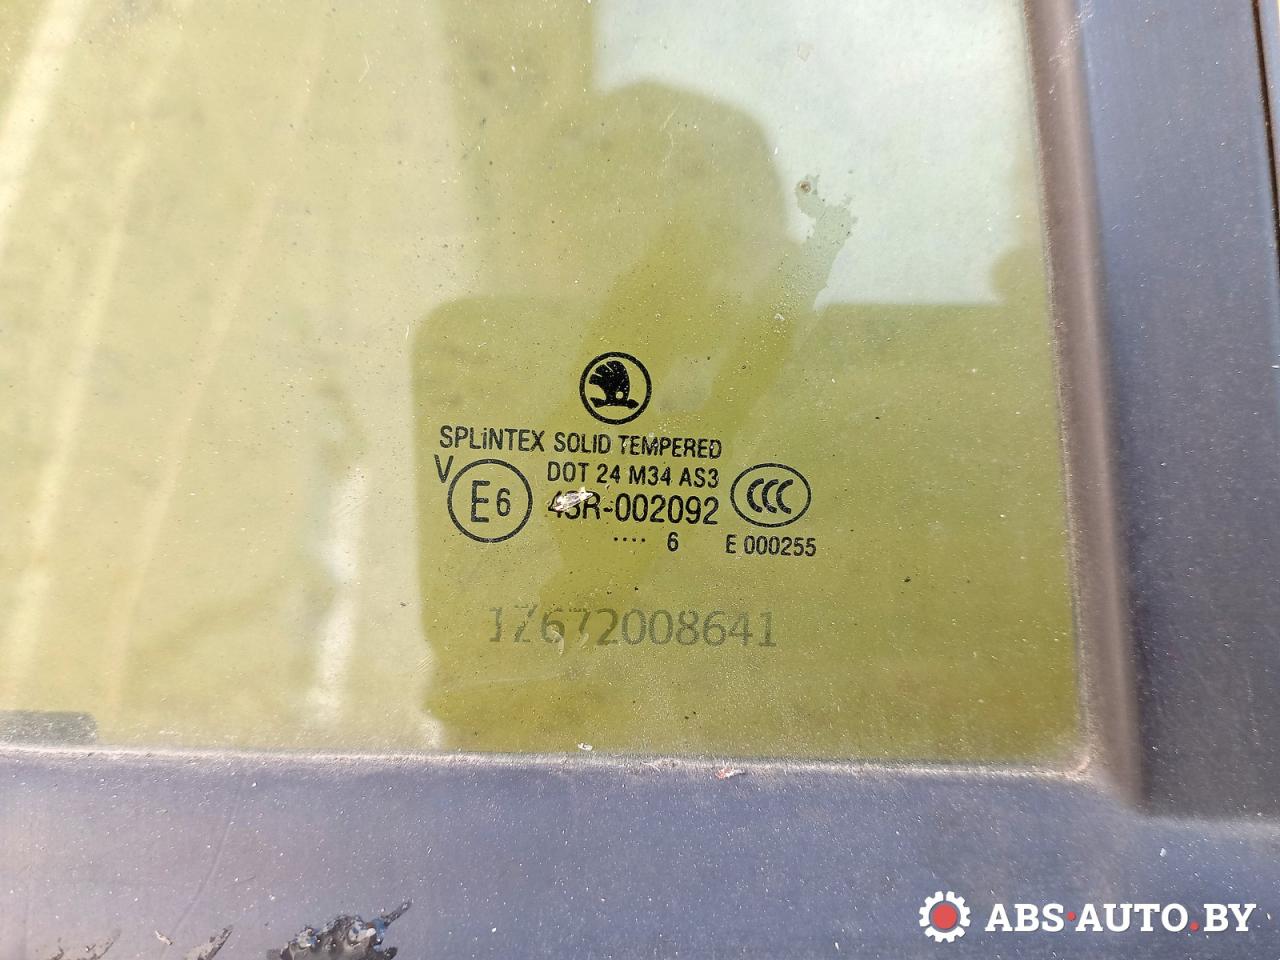 SPLiNTEX SOLID TEMPERED
DOT 24 M34 AS3
V
E6
43R-002092
CCC
.... 6
E 000255
1Z672008641
ABS·AUTO.BY